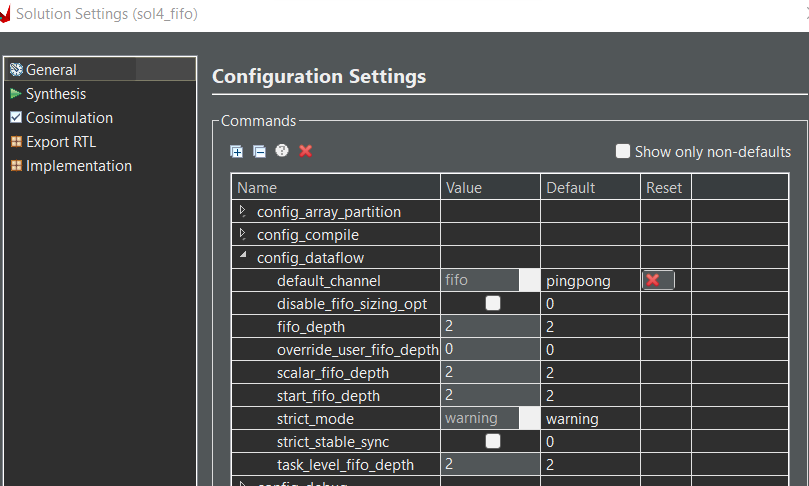 Solution Settings (sol4_fifo)
General
Synthesis
Cosimulation
Export RTL
Implementation
Configuration Settings
Commands
Show only non-defaults
Name Value Default Reset
config_array_partition
config_compile
config_dataflow
default_channel fifo pingpong
disable_fifo_sizing_opt 0
fifo_depth 2 2
override_user_fifo_depth 0 0
scalar_fifo_depth 2 2
start_fifo_depth 2 2
strict_mode warning warning
strict_stable_sync 0
task_level_fifo_depth 2 2
config_debug